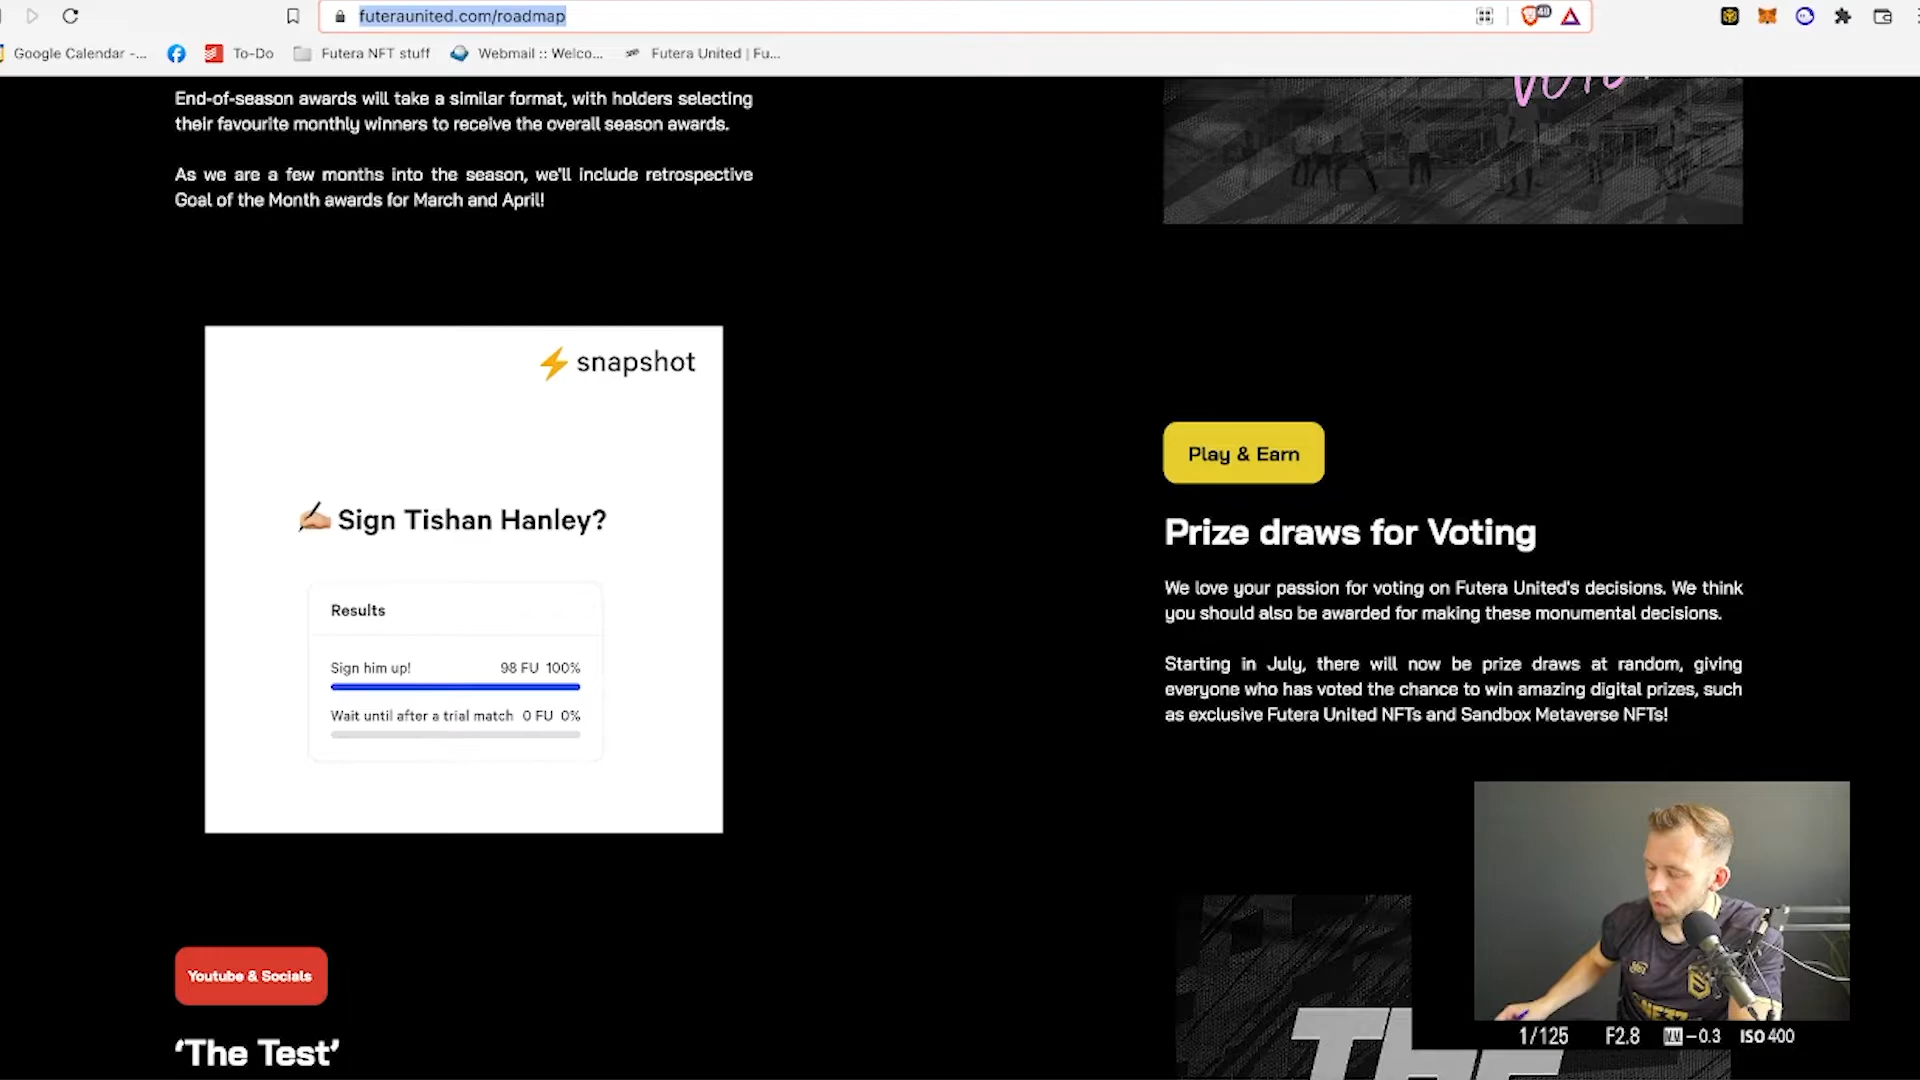 futeraunited.com/roadmap
Google Calendar -...
To-Do
Futera NFT stuff
Webmail :: Welco...
Futera United | Fu...
End-of-season awards will take a similar format, with holders selecting
their favourite monthly winners to receive the overall season awards.
As we are a few months into the season, we'll include retrospective
Goal of the Month awards for March and April!
VOTE
snapshot
Sign Tishan Hanley?
Results
Sign him up! 98 FU 100%
Wait until after a trial match 0 FU 0%
Play & Earn
Prize draws for Voting
We love your passion for voting on Futera United's decisions. We think
you should also be awarded for making these monumental decisions.
Starting in July, there will now be prize draws at random, giving
everyone who has voted the chance to win amazing digital prizes, such
as exclusive Futera United NFTs and Sandbox Metaverse NFTs!
Youtube & Socials
'The Test'
THE
1/125 F2.8 -0.3 ISO 400